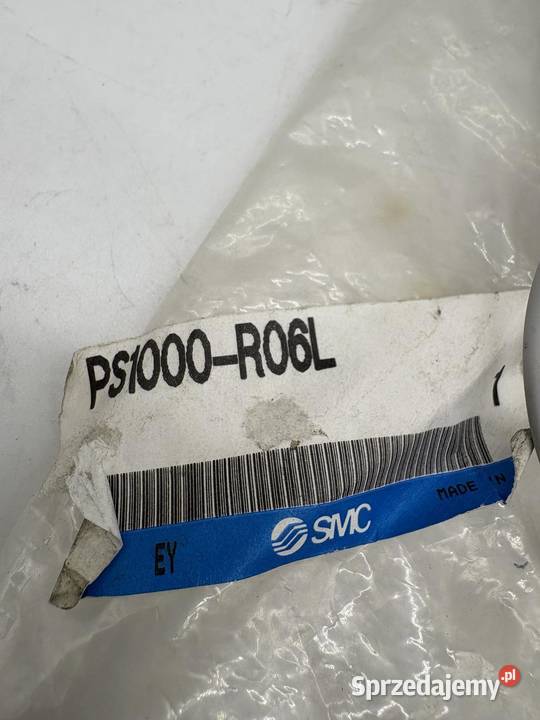 PS1000-R06L
1
EY SMC MADE IN
Sprzedajemy.pl